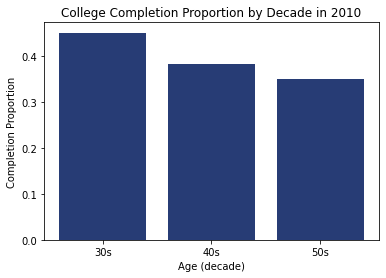 College Completion Proportion by Decade in 2010
Completion Proportion
0.4
0.3
0.2
0.1
0.0
30s
40s
50s
Age (decade)